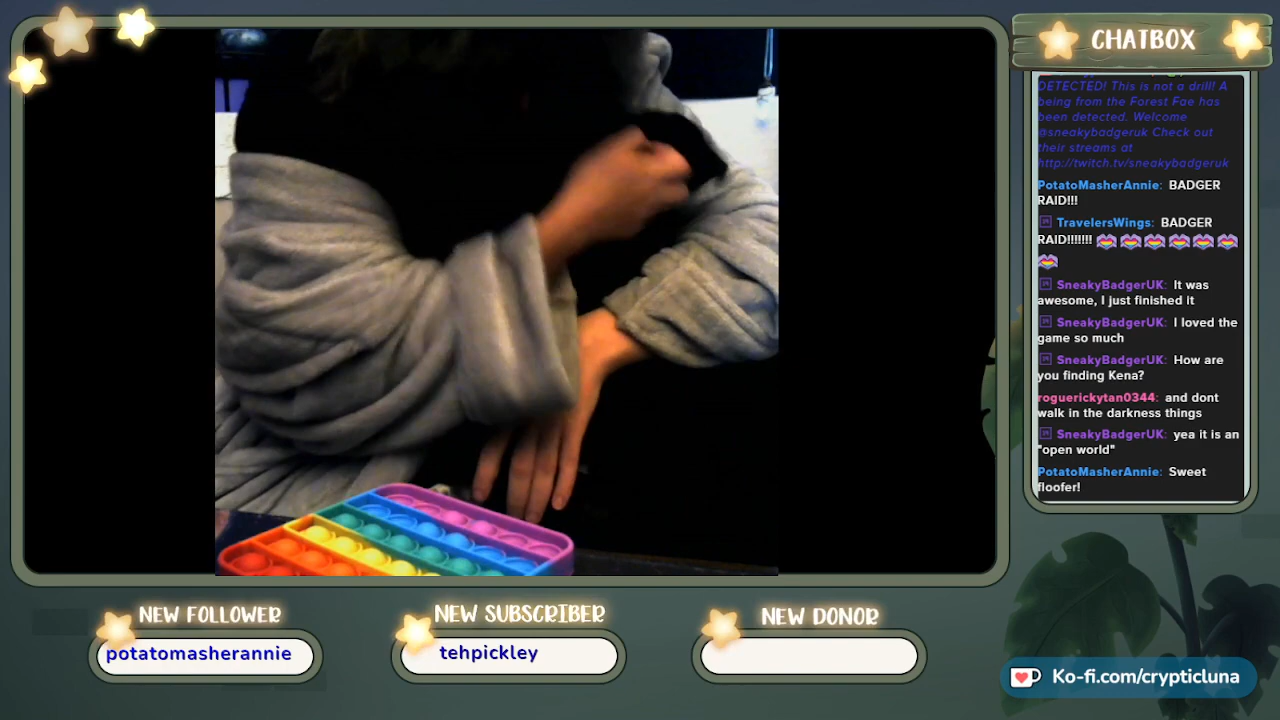 CHATBOX
DETECTED! This is not a drill! A
being from the Forest Fae has
been detected. Welcome
@sneakybadgeruk Check out
their streams at
http://twitch.tv/sneakybadgeruk
PotatoMasherAnnie: BADGER
RAID!!!
TravelersWings: BADGER
RAID!!!!!!!
SneakyBadgerUK: It was
awesome, I just finished it
SneakyBadgerUK: I loved the
game so much
SneakyBadgerUK: How are
you finding Kena?
roguerickytan0344: and dont
walk in the darkness things
SneakyBadgerUK: yea it is an
"open world"
PotatoMasherAnnie: Sweet
floofer!
NEW FOLLOWER
potatomasherannie
NEW SUBSCRIBER
tehpickley
NEW DONOR
Ko-fi.com/crypticluna